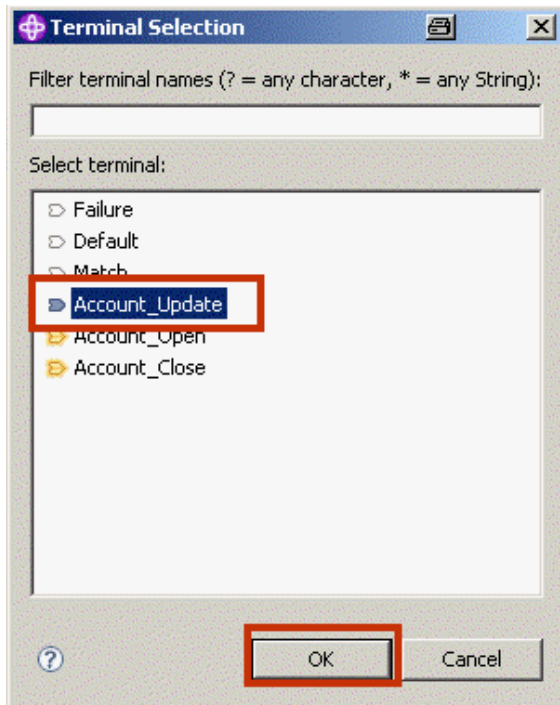 Terminal Selection
Filter terminal names (? = any character, * = any String):
Select terminal:
Failure
Default
Match
Account_Update
Account_Open
Account_Close
?
OK
Cancel